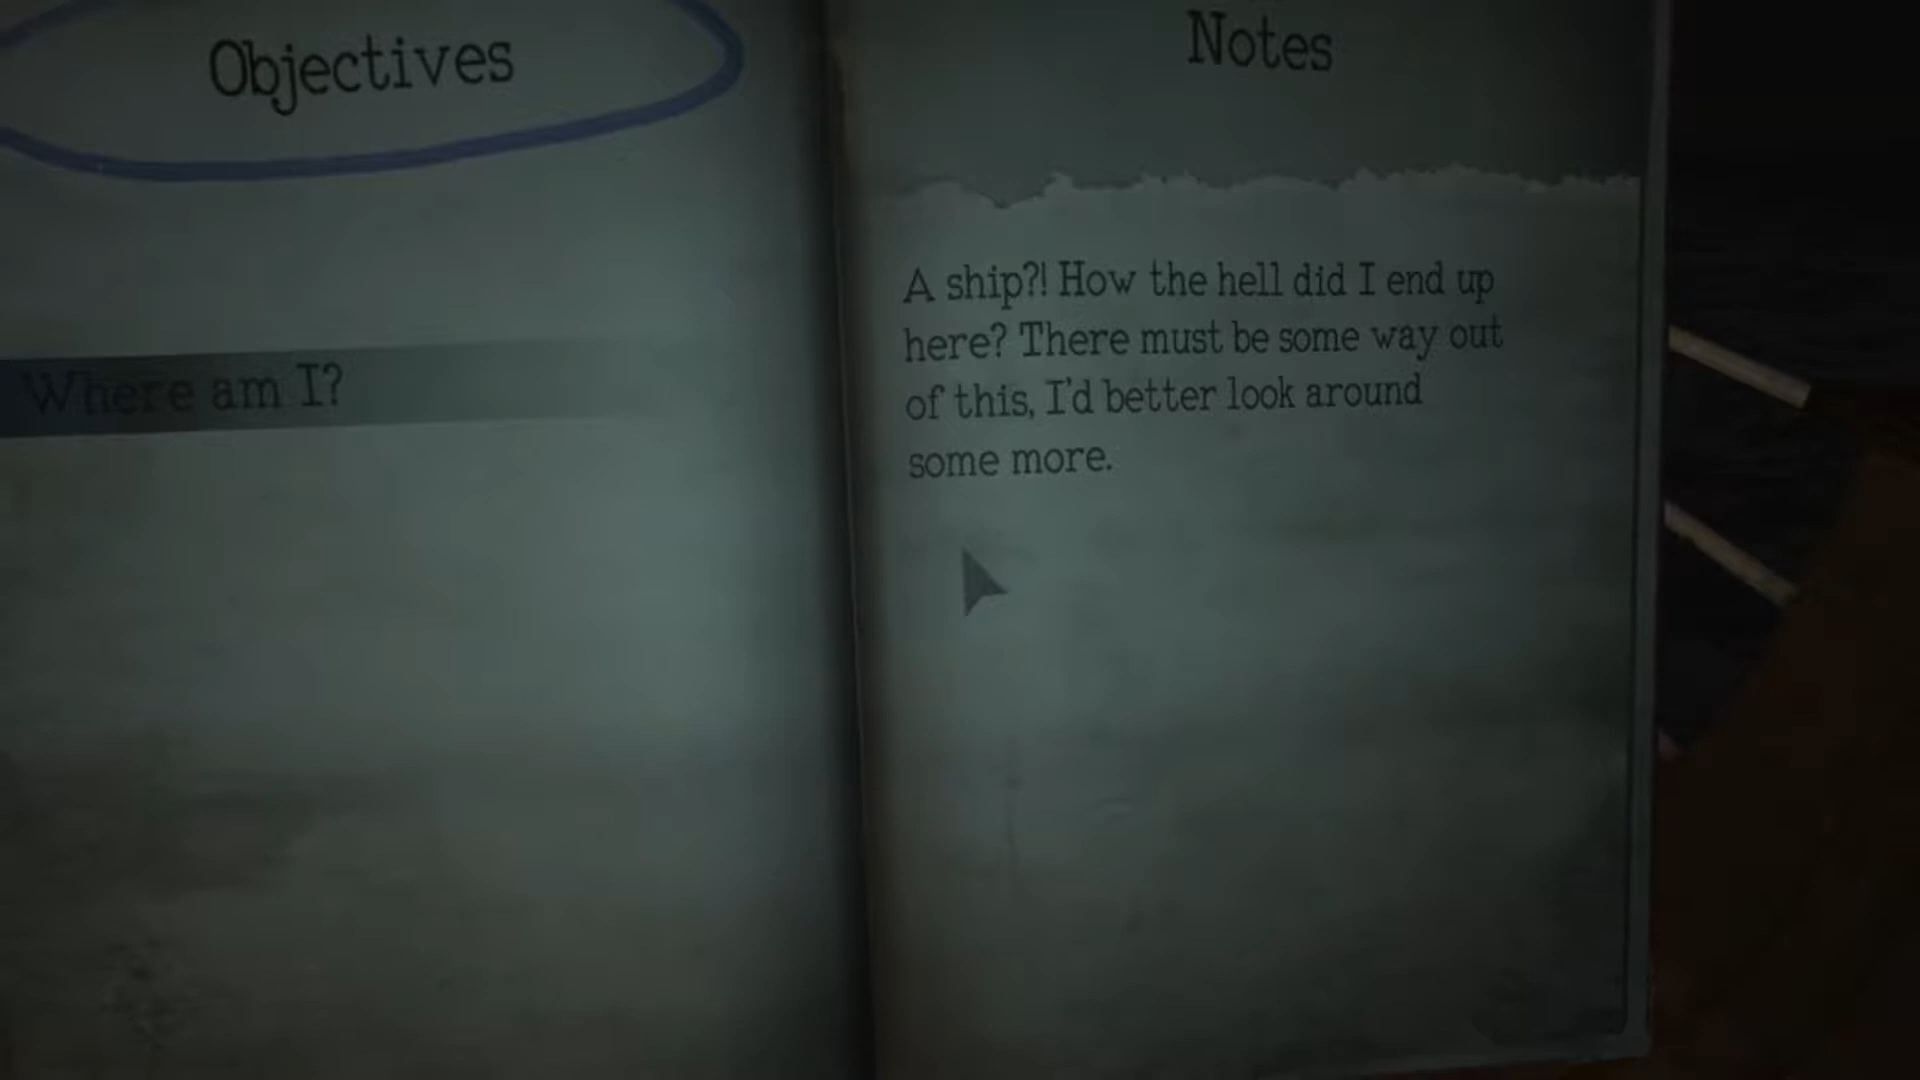 Objectives
Where am I?
Notes
A ship?! How the hell did I end up
here? There must be some way out
of this, I'd better look around
some more.